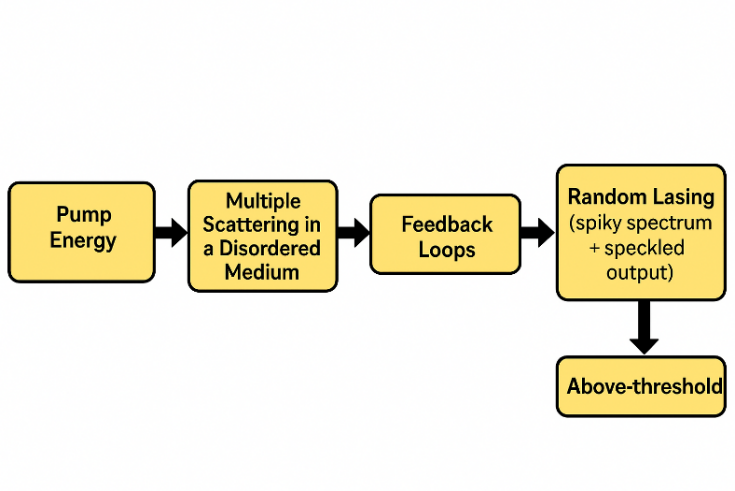 Pump
Energy
Multiple
Scattering in
a Disordered
Medium
Feedback
Loops
Random Lasing
(spiky spectrum
+ speckled
output)
Above-threshold